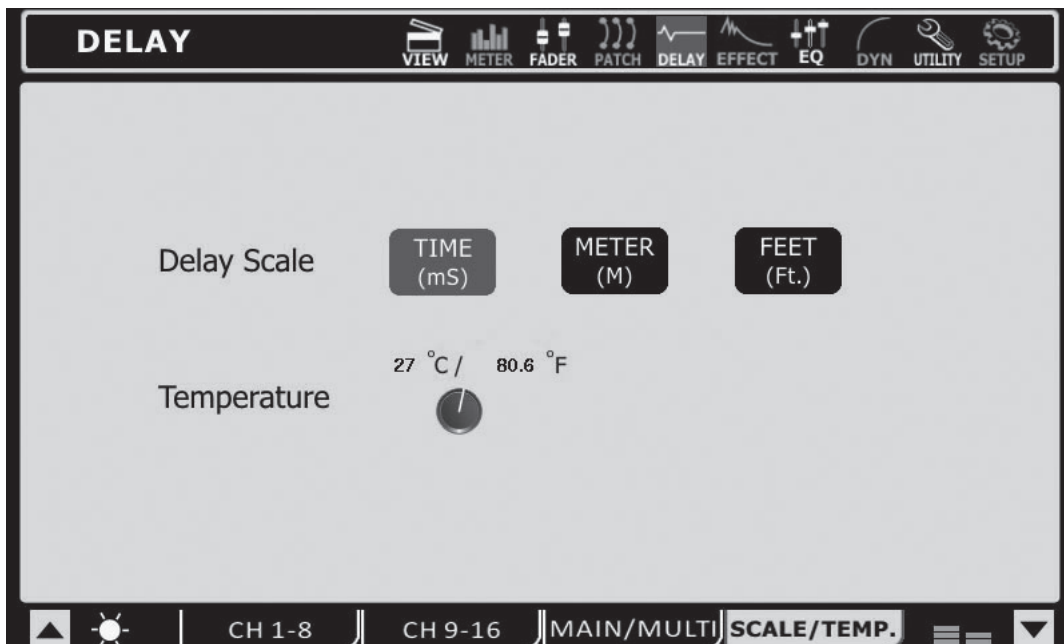 DELAY
VIEW METER FADER PATCH DELAY EFFECT EQ DYN UTILITY SETUP
Delay Scale
TIME
(mS)
METER
(M)
FEET
(Ft.)
27 °C / 80.6 °F
Temperature
CH 1-8 CH 9-16 MAIN/MULTI SCALE/TEMP.